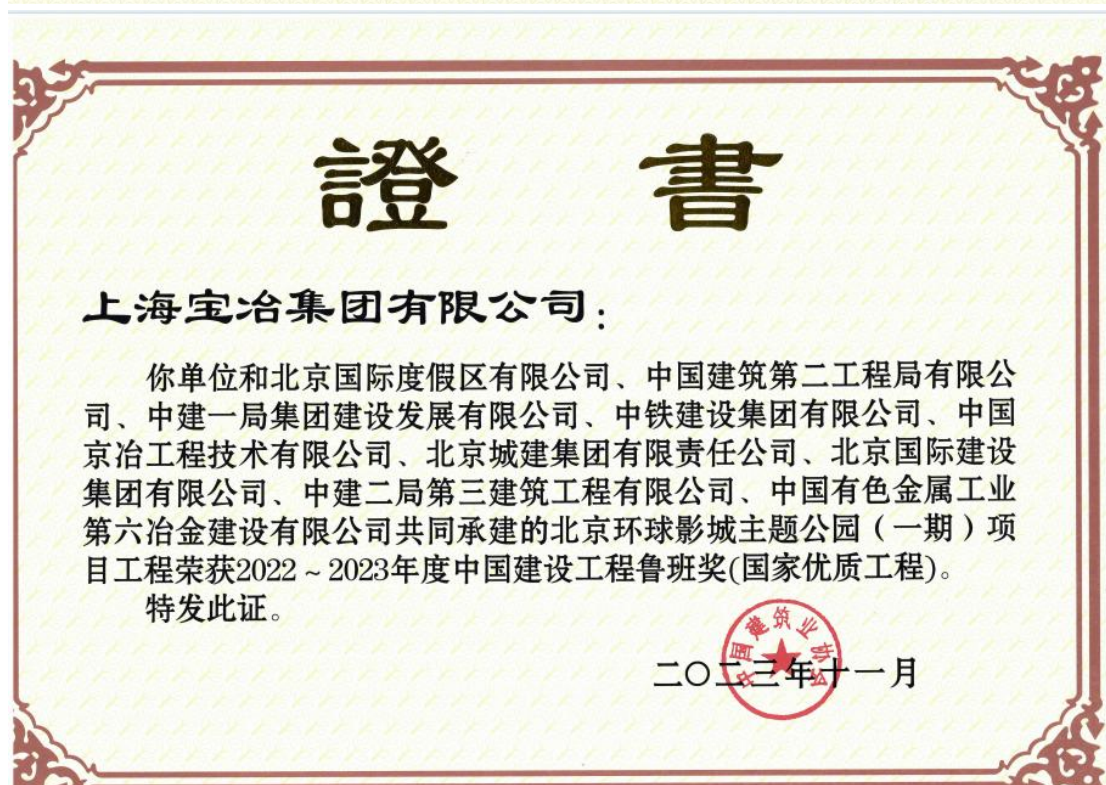 證書
上海宝冶集团有限公司：
你单位和北京国际度假区有限公司、中国建筑第二工程局有限公
司、中建一局集团建设发展有限公司、中铁建设集团有限公司、中国
京冶工程技术有限公司、北京城建集团有限责任公司、北京国际建设
集团有限公司、中建二局第三建筑工程有限公司、中国有色金属工业
第六冶金建设有限公司共同承建的北京环球影城主题公园（一期）项
目工程荣获2022～2023年度中国建设工程鲁班奖(国家优质工程)。
特发此证。
中国建筑业协会
二〇二三年十一月